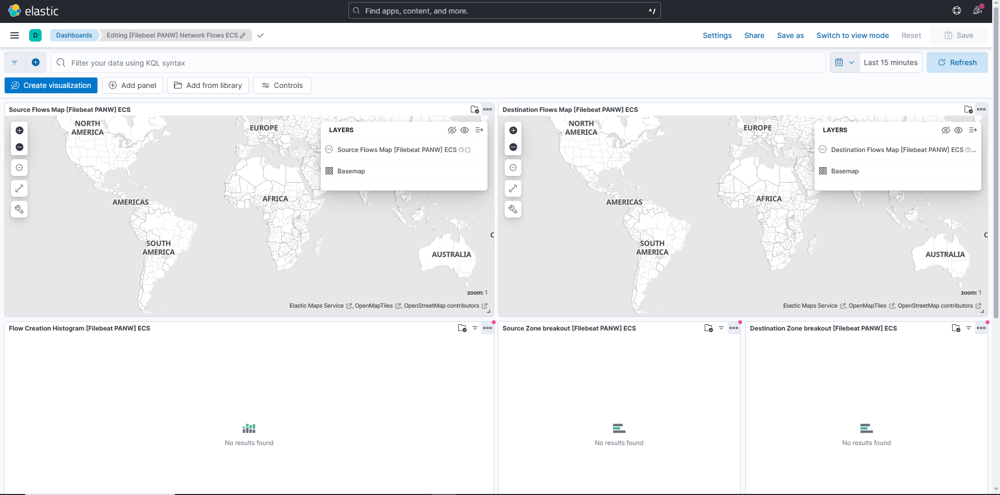 elastic
Find apps, content, and more.
^/
D
Dashboards
Editing [Filebeat PANW] Network Flows ECS
Settings
Share
Save as
Switch to view mode
Reset
Save
Filter your data using KQL syntax
Last 15 minutes
Refresh
Create visualization
Add panel
Add from library
Controls
Source Flows Map [Filebeat PANW] ECS
NORTH
AMERICA
EUROPE
AFRICA
AMERICAS
SOUTH
AMERICA
AUSTRALIA
LAYERS
Source Flows Map [Filebeat PANW] ECS
Basemap
zoom: 1
Elastic Maps Service , OpenMapTiles , OpenStreetMap contributors
Destination Flows Map [Filebeat PANW] ECS
NORTH
AMERICA
EUROPE
AFRICA
AMERICAS
SOUTH
AMERICA
AUSTRALIA
LAYERS
Destination Flows Map [Filebeat PANW] ECS ...
Basemap
zoom: 1
Elastic Maps Service , OpenMapTiles , OpenStreetMap contributors
Flow Creation Histogram [Filebeat PANW] ECS
No results found
Source Zone breakout [Filebeat PANW] ECS
No results found
Destination Zone breakout [Filebeat PANW] ECS
No results found